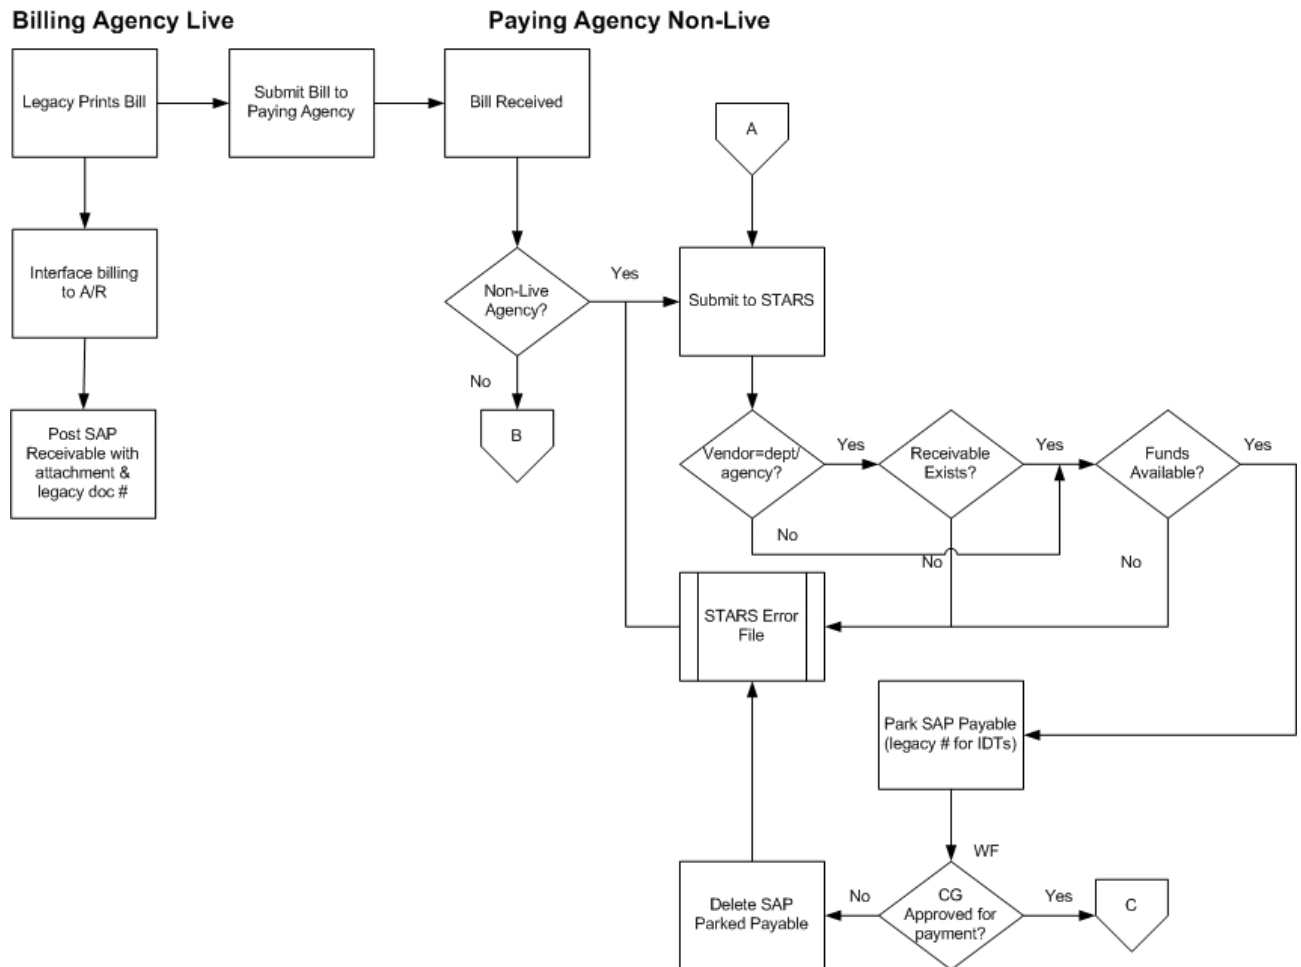 Billing Agency Live
Paying Agency Non-Live
Legacy Prints Bill
Submit Bill to
Paying Agency
Bill Received
A
Interface billing
to A/R
Non-Live
Agency?
Yes
Submit to STARS
No
B
Post SAP
Receivable with
attachment &
legacy doc #
Vendor=dept/
agency?
Yes
Receivable
Exists?
Yes
Funds
Available?
Yes
No
No
No
STARS Error
File
Park SAP Payable
(legacy # for IDTs)
WF
Delete SAP
Parked Payable
No
CG
Approved for
payment?
Yes
C